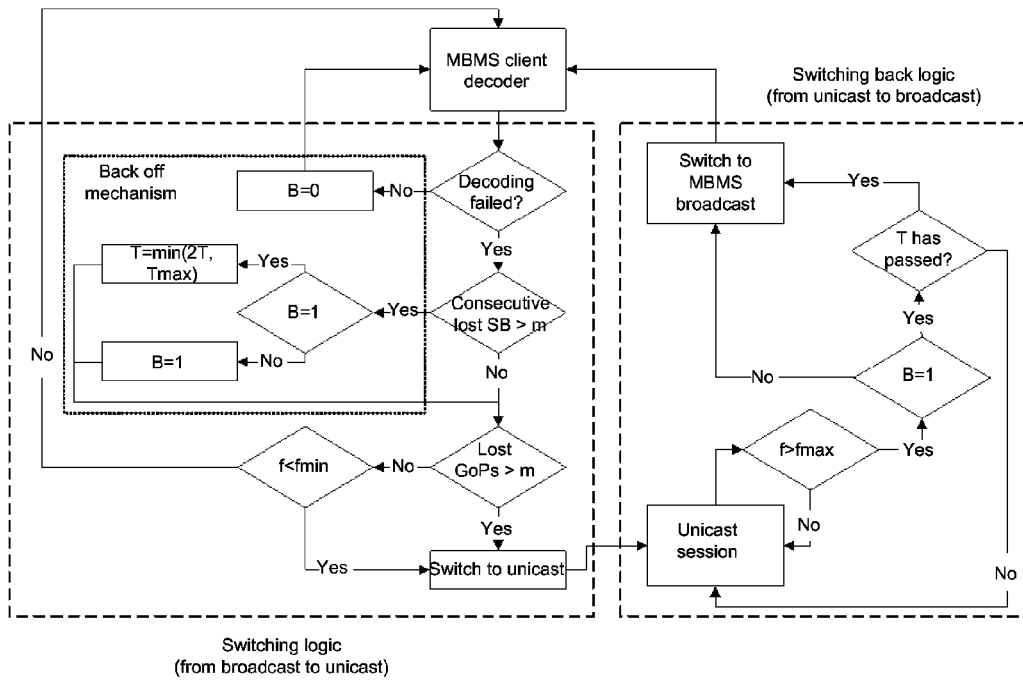 MBMS client
decoder
Switching back logic
(from unicast to broadcast)
Back off
mechanism
B=0
No
Decoding
failed?
Switch to
MBMS
broadcast
Yes
T has
passed?
Yes
T=min(2T,
Tmax)
Yes
B=1
Yes
Consecutive
lost SB > m
Yes
No
B=1
No
No
No
B=1
f<fmin
No
Lost
GoPs > m
f>fmax
Yes
Yes
No
Unicast
session
Yes
Switch to unicast
No
Switching logic
(from broadcast to unicast)